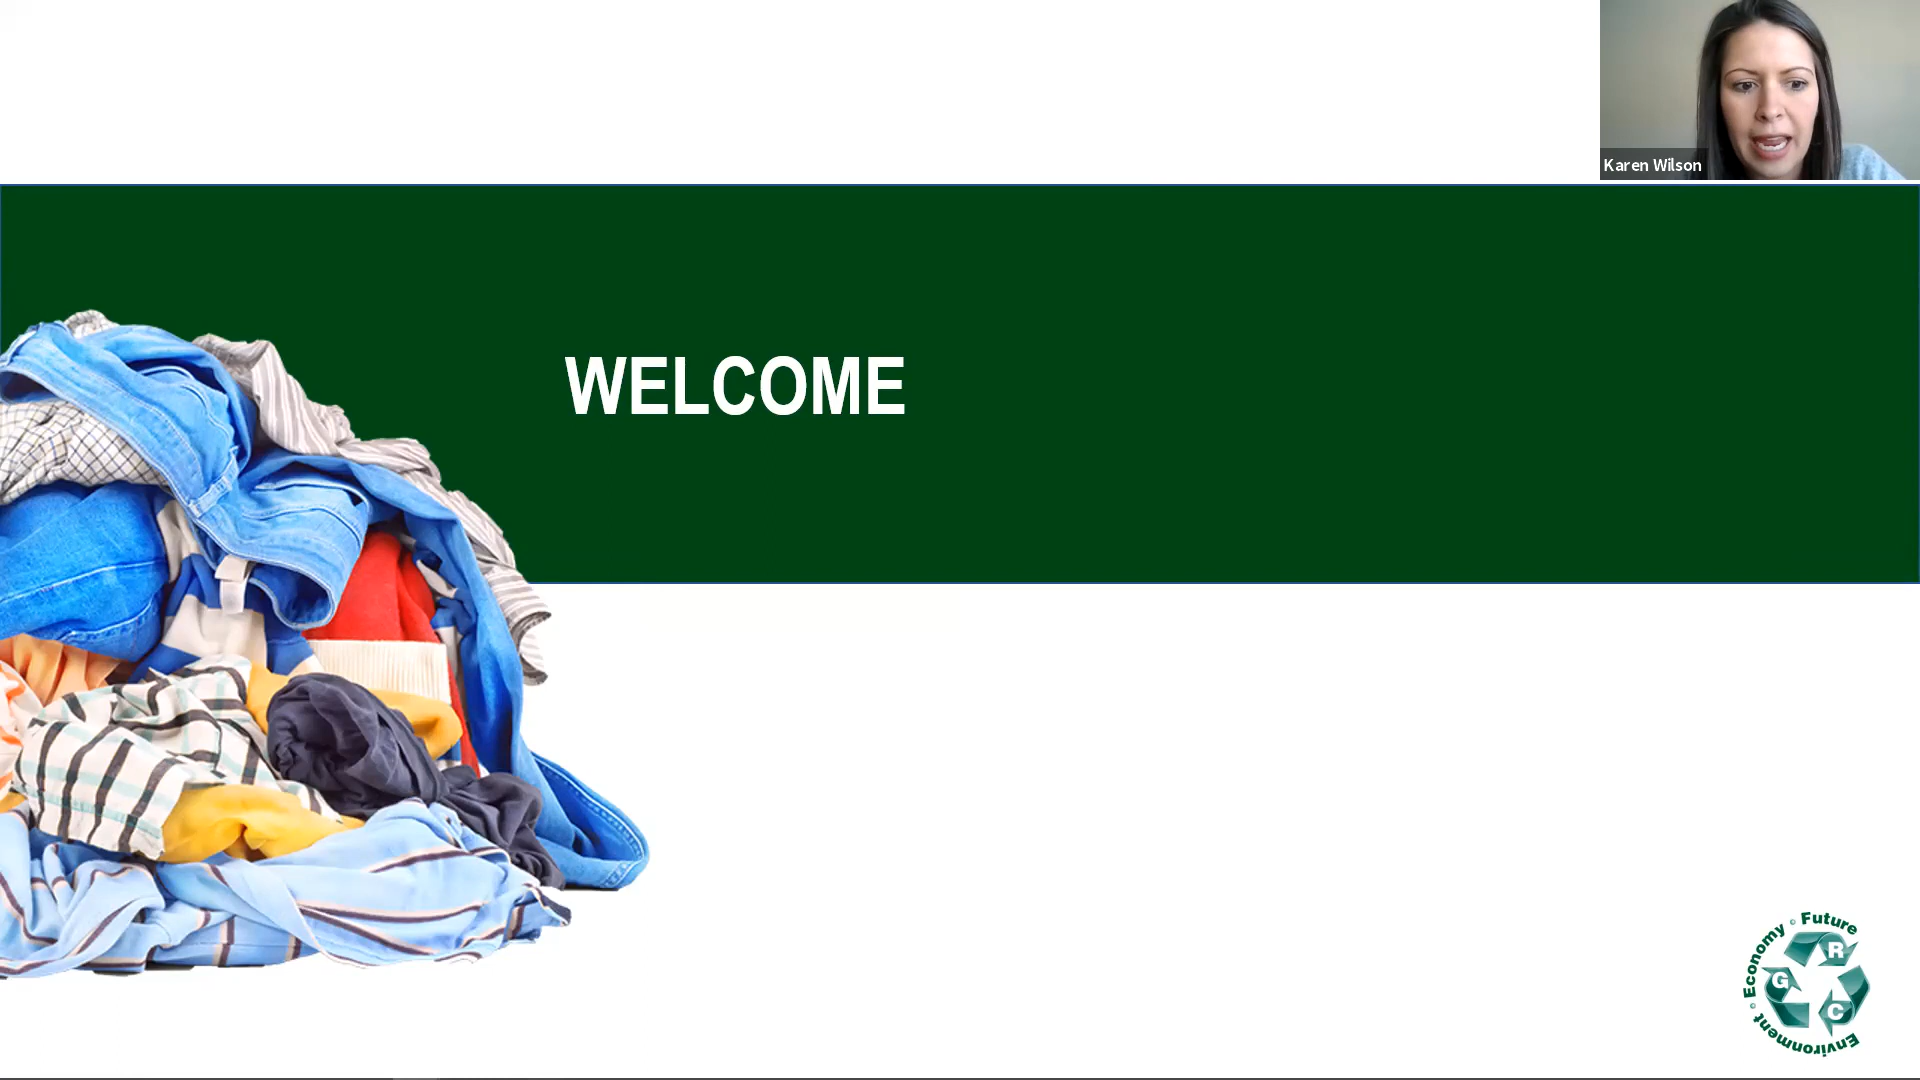 Karen Wilson
WELCOME
Economy © Future
© Environment
R
G
C